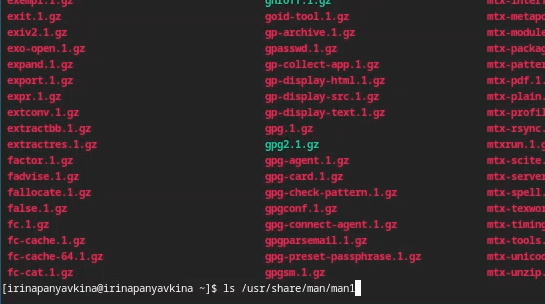 exempi.1.gz gnroff.1.gz
exit.1.gz goid-tool.1.gz mtx-metapo
exiv2.1.gz gp-archive.1.gz mtx-module
exo-open.1.gz gpasswd.1.gz mtx-packag
expand.1.gz gp-collect-app.1.gz mtx-patter
export.1.gz gp-display-html.1.gz mtx-pdf.1.
expr.1.gz gp-display-src.1.gz mtx-plain.
extconv.1.gz gp-display-text.1.gz mtx-profil
extractbb.1.gz gpg.1.gz mtx-rsync.
extractres.1.gz gpg2.1.gz mtxrun.1.g
factor.1.gz gpg-agent.1.gz mtx-scite.
fadvise.1.gz gpg-card.1.gz mtx-server
fallocate.1.gz gpg-check-pattern.1.gz mtx-spell.
false.1.gz gpgconf.1.gz mtx-texwor
fc.1.gz gpg-connect-agent.1.gz mtx-timing
fc-cache.1.gz gpgparsemail.1.gz mtx-tools.
fc-cache-64.1.gz gpg-preset-passphrase.1.gz mtx-unicod
fc-cat.1.gz gpgsm.1.gz mtx-unzip.
[irinapanyavkina@irinapanyavkina ~]$ ls /usr/share/man/man1